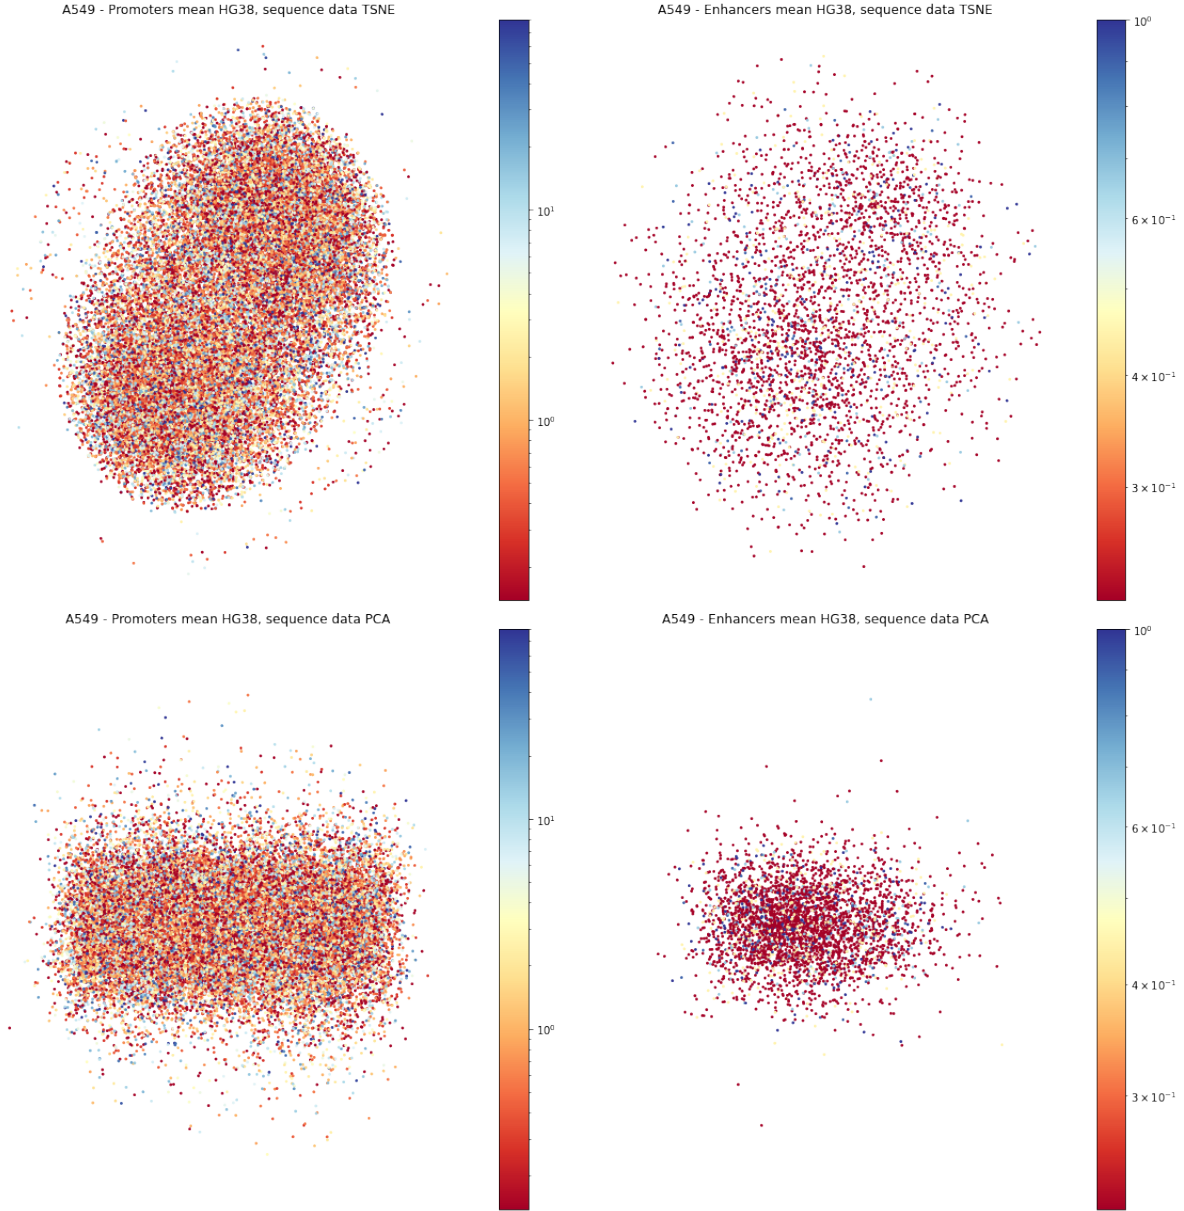 A549 - Promoters mean HG38, sequence data TSNE
10¹
10⁰
A549 - Enhancers mean HG38, sequence data TSNE
10⁰
6 × 10⁻¹
4 × 10⁻¹
3 × 10⁻¹
A549 - Promoters mean HG38, sequence data PCA
10¹
10⁰
A549 - Enhancers mean HG38, sequence data PCA
10⁰
6 × 10⁻¹
4 × 10⁻¹
3 × 10⁻¹